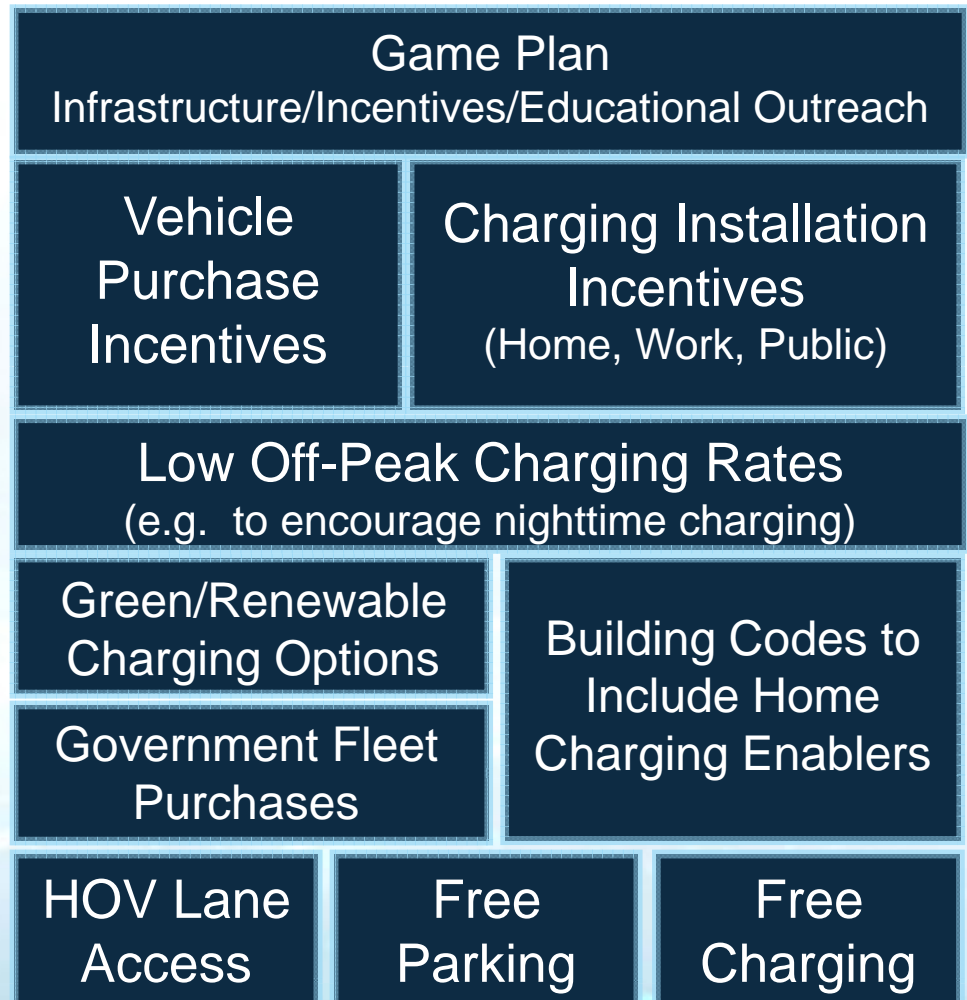 Game Plan
Infrastructure/Incentives/Educational Outreach
Vehicle
Purchase
Incentives
Charging Installation
Incentives
(Home, Work, Public)
Low Off-Peak Charging Rates
(e.g.  to encourage nighttime charging)
Green/Renewable
Charging Options
Government Fleet
Purchases
Building Codes to
Include Home
Charging Enablers
HOV Lane
Access
Free
Parking
Free
Charging